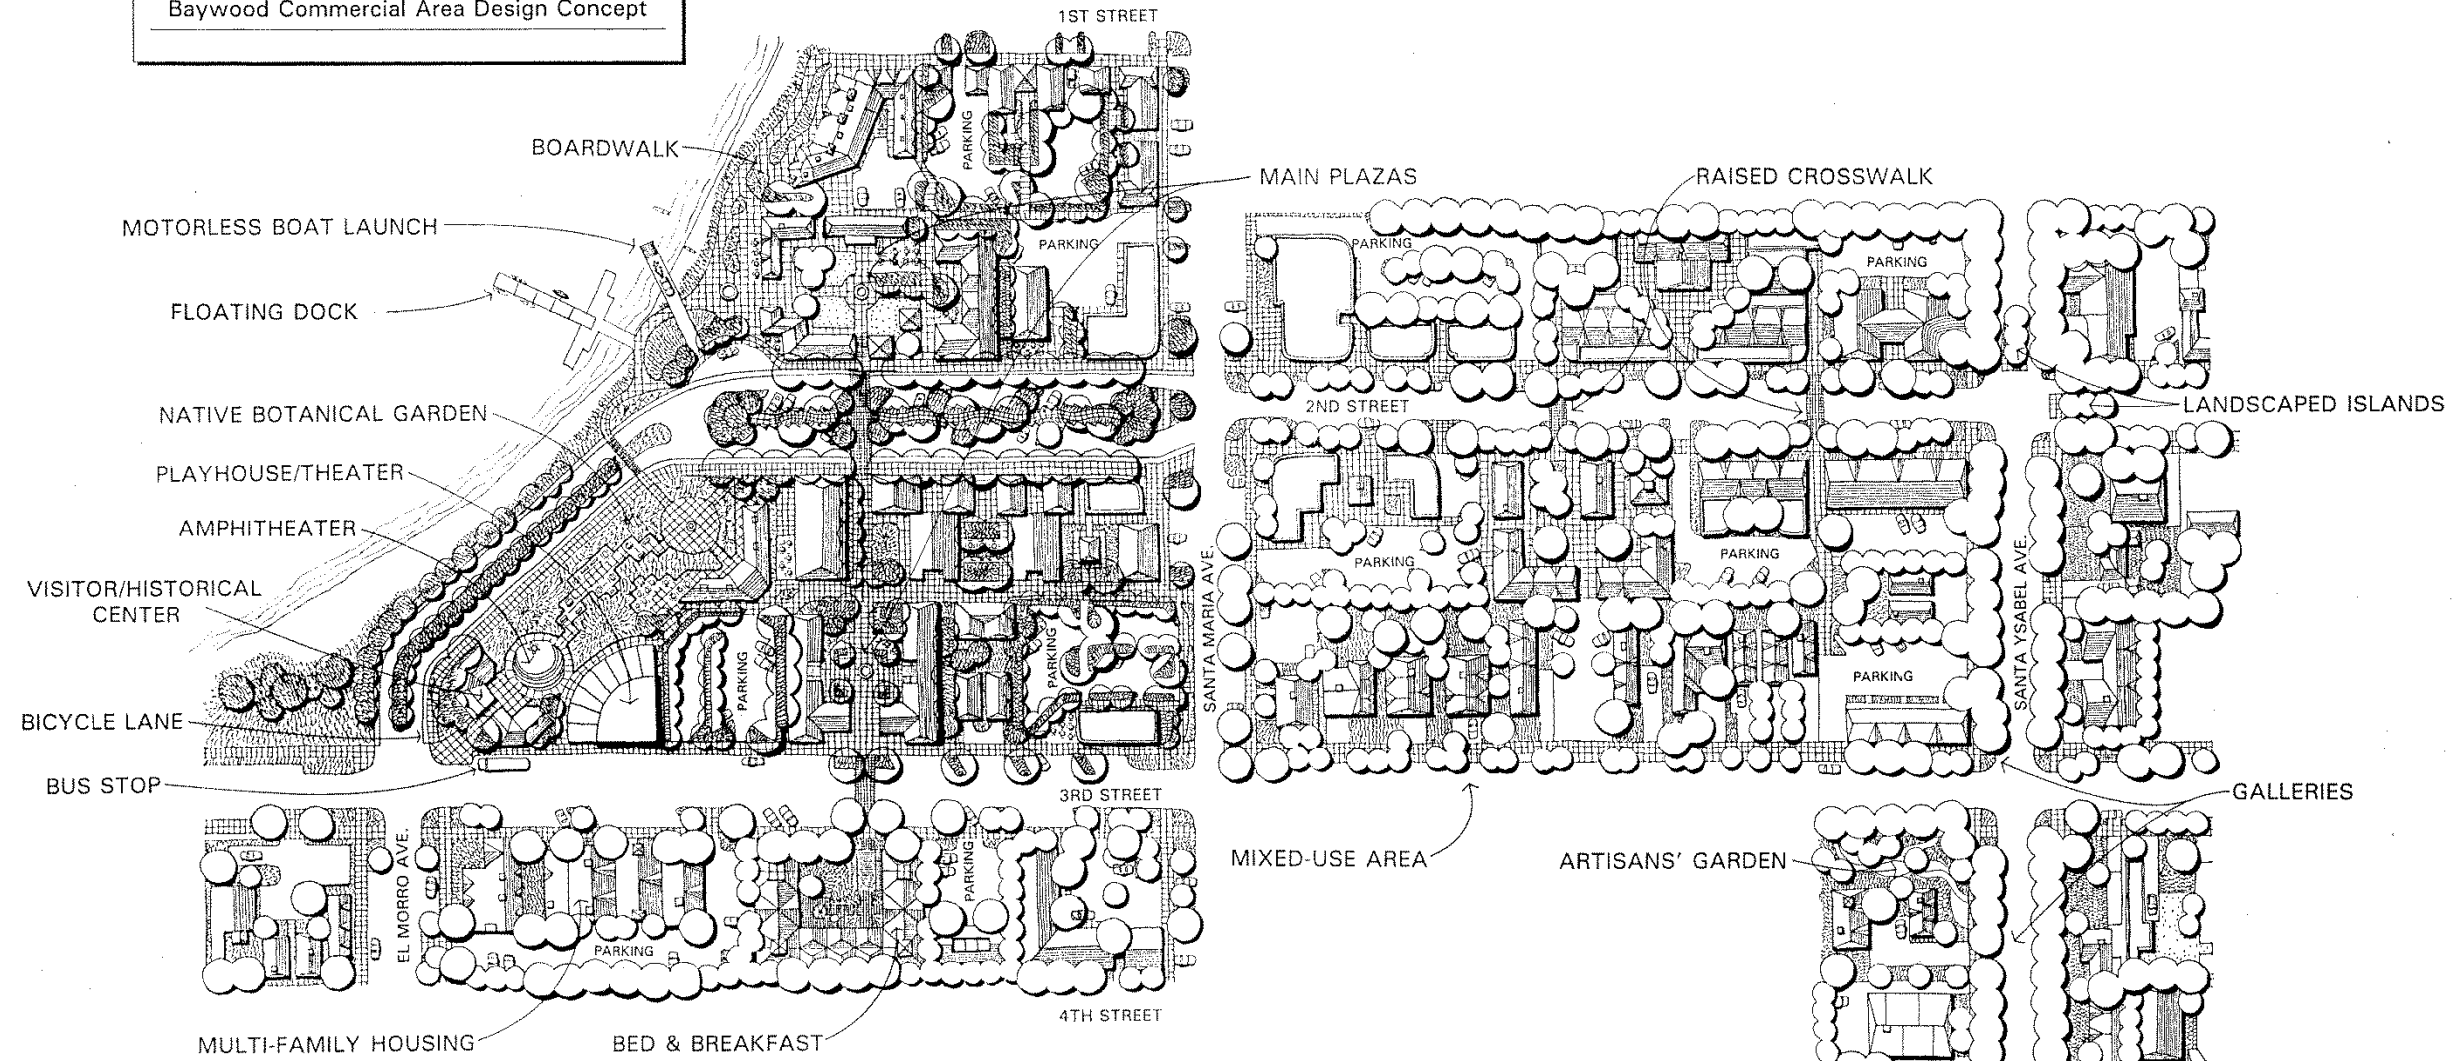 Baywood Commercial Area Design Concept
1ST STREET
BOARDWALK
PARKING
MAIN PLAZAS
RAISED CROSSWALK
MOTORLESS BOAT LAUNCH
PARKING
PARKING
PARKING
FLOATING DOCK
NATIVE BOTANICAL GARDEN
2ND STREET
LANDSCAPED ISLANDS
PLAYHOUSE/THEATER
AMPHITHEATER
PARKING
PARKING
SANTA MARIA AVE.
SANTA YSABEL AVE.
VISITOR/HISTORICAL
CENTER
PARKING
PARKING
PARKING
BICYCLE LANE
BUS STOP
3RD STREET
GALLERIES
EL MORRO AVE.
PARKING
MIXED-USE AREA
ARTISANS' GARDEN
PARKING
4TH STREET
MULTI-FAMILY HOUSING
BED & BREAKFAST